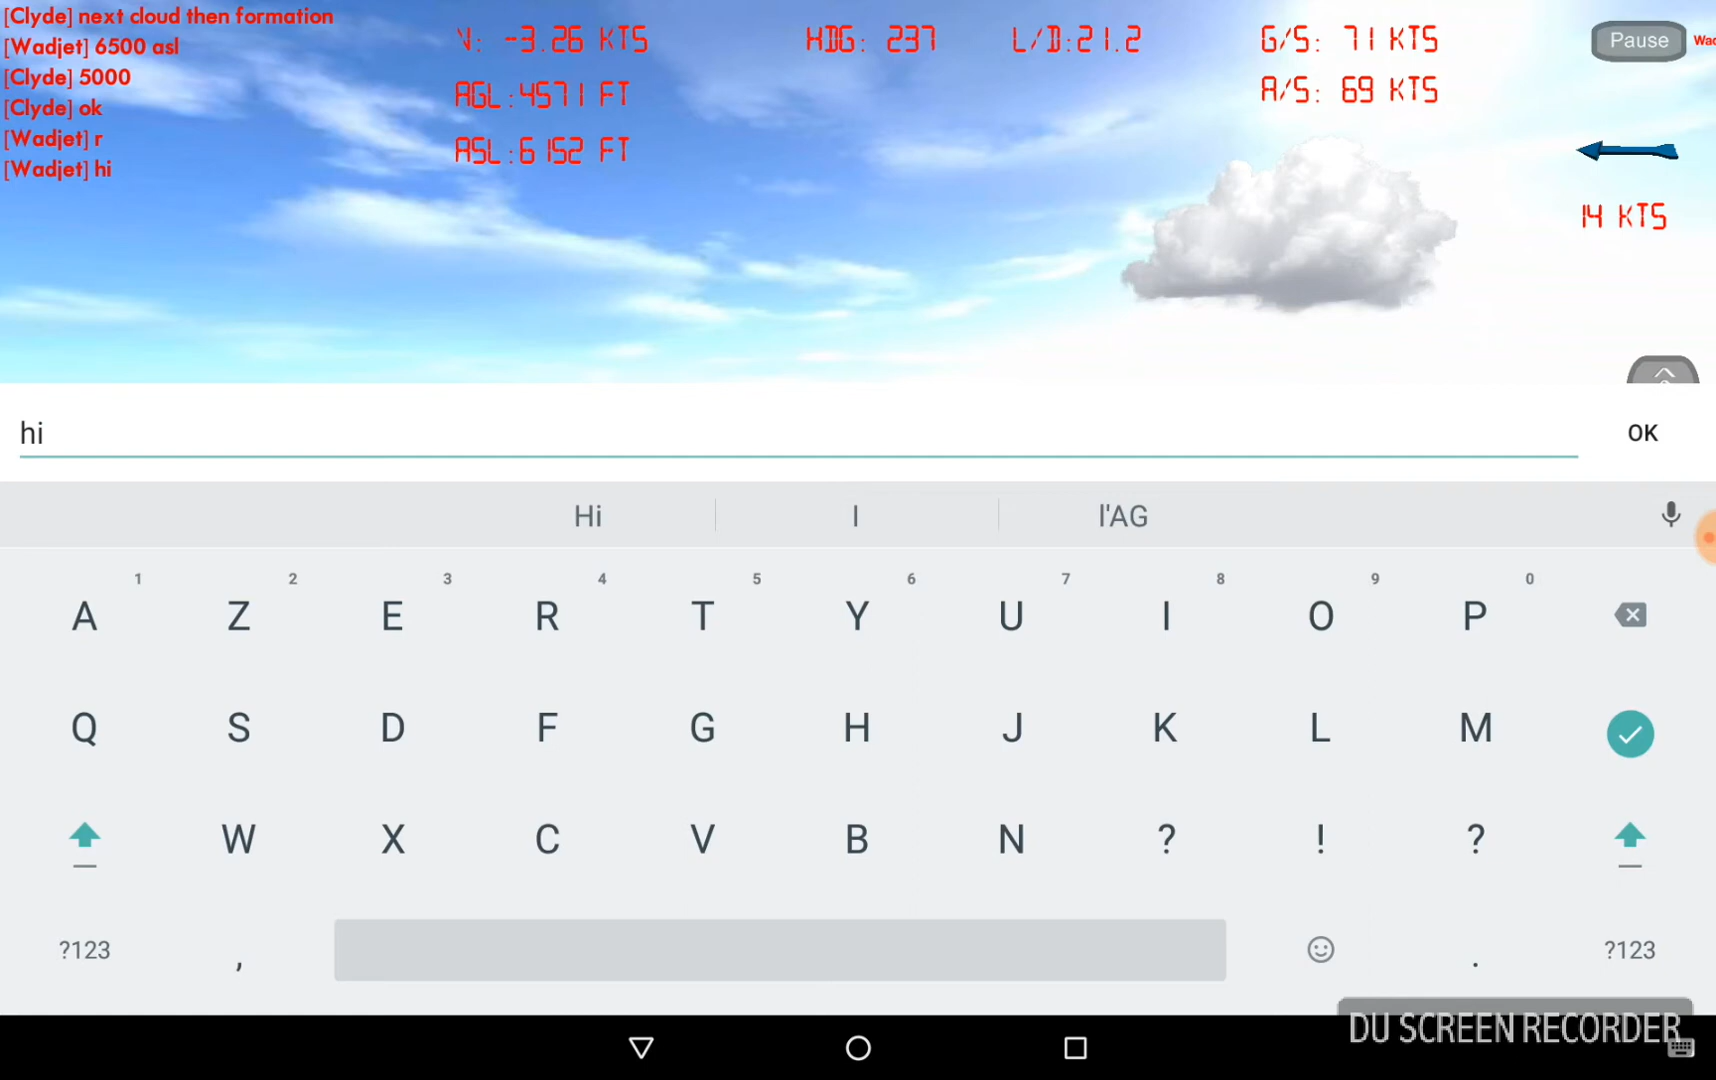 [Clyde] next cloud then formation
[Wadjet] 6500 asl
[Clyde] 5000
[Clyde] ok
[Wadjet] r
[Wadjet] hi
V: -3.26 KTS
AGL:4571 FT
ASL:6152 FT
HDG: 237
L/D:21.2
G/S: 71 KTS
A/S: 69 KTS
Pause
14 KTS
hi
OK
Hi
I
l'AG
1 2 3 4 5 6 7 8 9 0
A Z E R T Y U I O P
Q S D F G H J K L M
W X C V B N ? ! ?
?123 , . ?123
DU SCREEN RECORDER